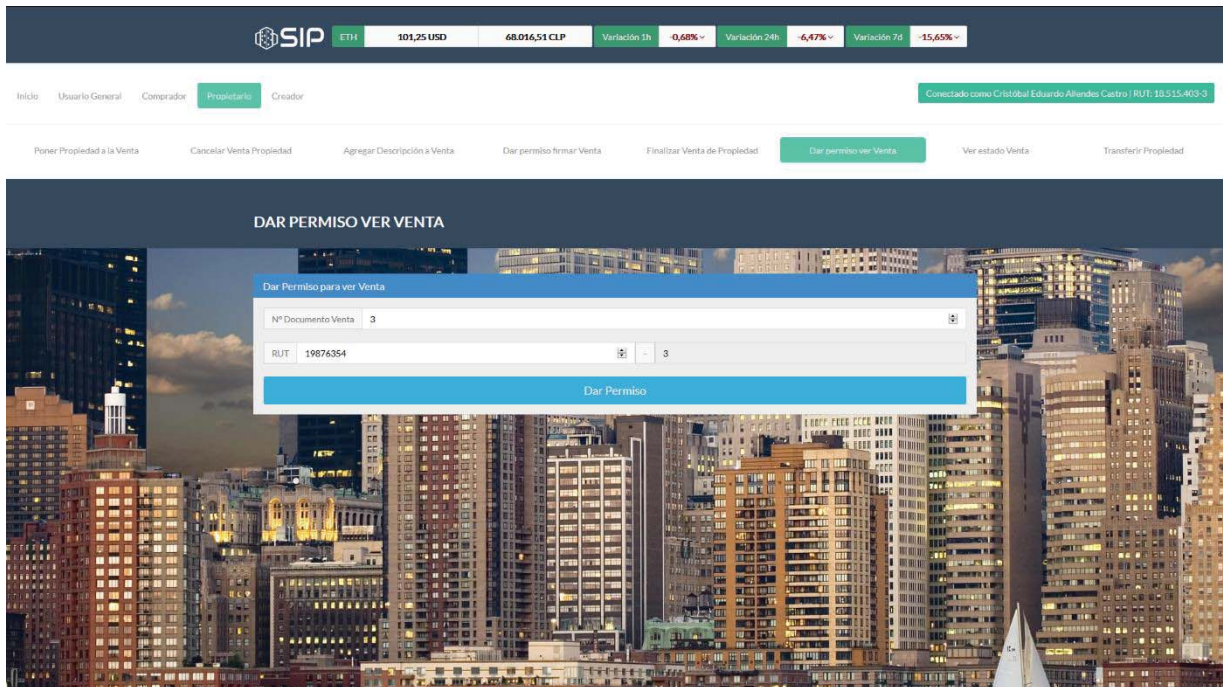 SIP ETH 101,25 USD 68.016,51 CLP Variación 1h -0,68% Variación 24h -6,47% Variación 7d -15,65%
Inicio Usuario General Comprador Propietario Creador Conectado como Cristóbal Eduardo Allendes Castro | RUT: 18.515.403-3
Poner Propiedad a la Venta Cancelar Venta Propiedad Agregar Descripción a Venta Dar permiso firmar Venta Finalizar Venta de Propiedad Dar permiso ver Venta Ver estado Venta Transferir Propiedad
DAR PERMISO VER VENTA
Dar Permiso para ver Venta
Nº Documento Venta 3
RUT 19876354 - 3
Dar Permiso